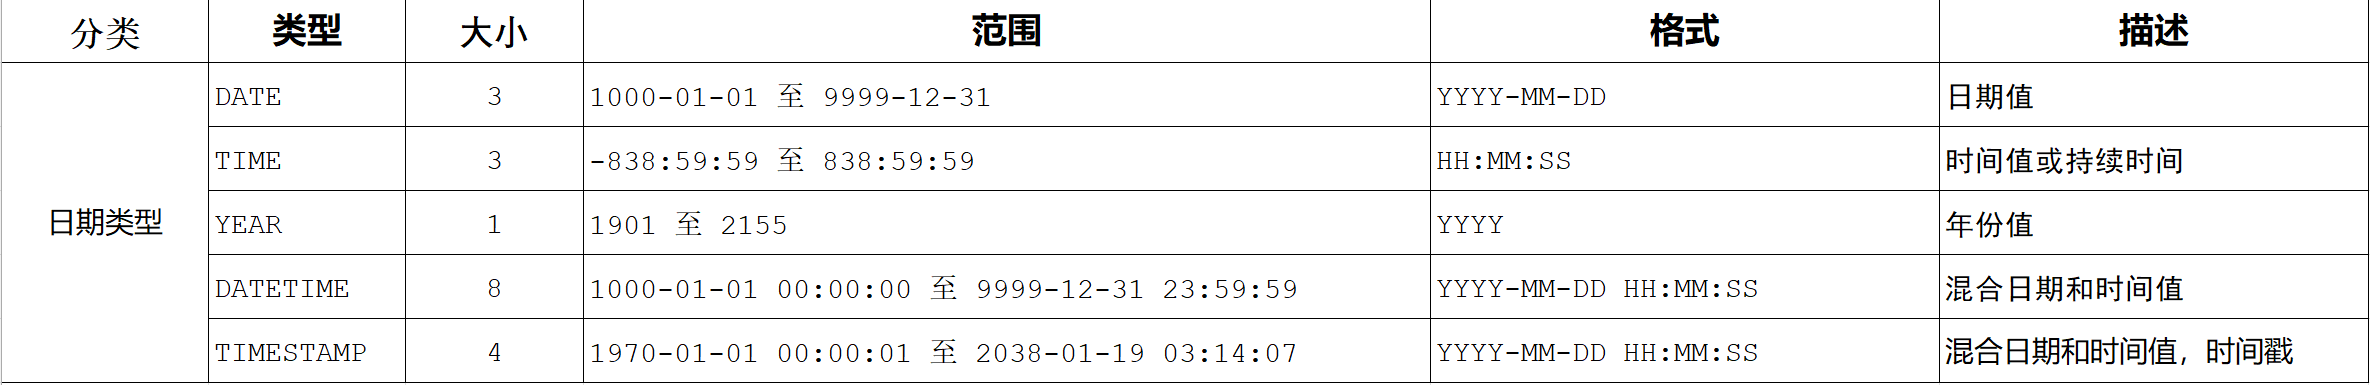 分类 类型 大小 范围 格式 描述
DATE 3 1000-01-01 至 9999-12-31 YYYY-MM-DD 日期值
TIME 3 -838:59:59 至 838:59:59 HH:MM:SS 时间值或持续时间
日期类型 YEAR 1 1901 至 2155 YYYY 年份值
DATETIME 8 1000-01-01 00:00:00 至 9999-12-31 23:59:59 YYYY-MM-DD HH:MM:SS 混合日期和时间值
TIMESTAMP 4 1970-01-01 00:00:01 至 2038-01-19 03:14:07 YYYY-MM-DD HH:MM:SS 混合日期和时间值，时间戳